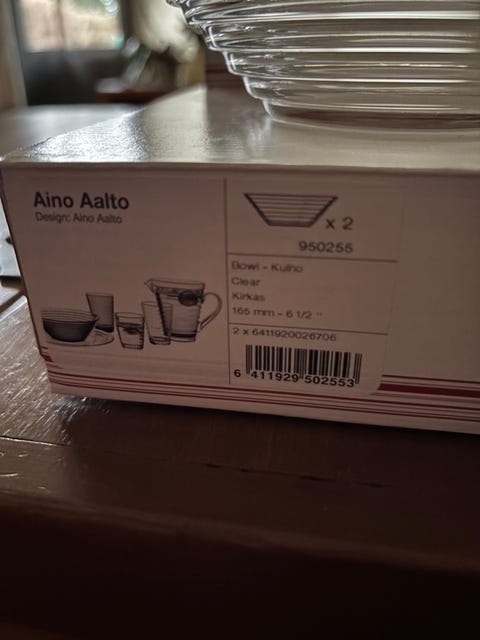 Aino Aalto
Design: Aino Aalto
x 2
950255
Bowl - Kulho
Clear
Kirkas
165 mm - 6 1/2 "
2 x 6411920026706
6 411929 502553